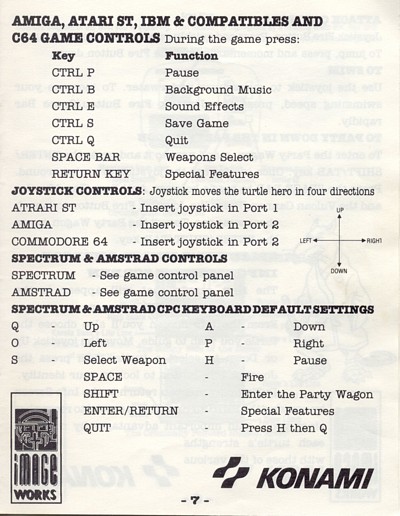 AMIGA, ATARI ST, IBM & COMPATIBLES AND
C64 GAME CONTROLS During the game press:
Key Function
CTRL P Pause
CTRL B Background Music
CTRL E Sound Effects
CTRL S Save Game
CTRL Q Quit
SPACE BAR Weapons Select
RETURN KEY Special Features
JOYSTICK CONTROLS: Joystick moves the turtle hero in four directions
ATRARI ST - Insert joystick in Port 1
AMIGA - Insert joystick in Port 2
COMMODORE 64 - Insert joystick in Port 2
UP
LEFT RIGHT
DOWN
SPECTRUM & AMSTRAD CONTROLS
SPECTRUM - See game control panel
AMSTRAD - See game control panel
SPECTRUM & AMSTRAD CPC KEYBOARD DEFAULT SETTINGS
Q - Up A - Down
O - Left P - Right
S - Select Weapon H - Pause
SPACE - Fire
SHIFT - Enter the Party Wagon
ENTER/RETURN - Special Features
QUIT - Press H then Q
image
WORKS
KONAMI
- 7 -